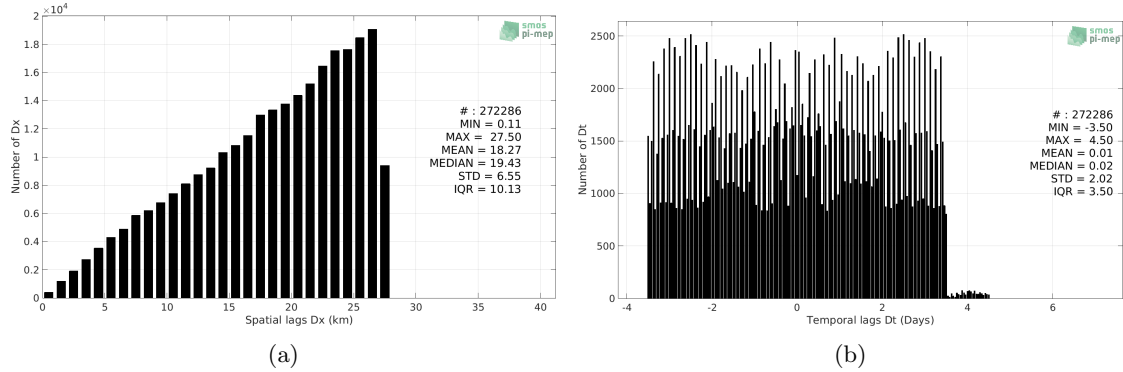 ×10⁴
2
1.8
1.6
1.4
1.2
1
0.8
0.6
0.4
0.2
0
Number of Dx
0 5 10 15 20 25 30 35 40
Spatial lags Dx (km)
smos
pi-mep
# : 272286
MIN = 0.11
MAX = 27.50
MEAN = 18.27
MEDIAN = 19.43
STD = 6.55
IQR = 10.13
(a)
2500
2000
1500
1000
500
0
Number of Dt
-4 -2 0 2 4 6
Temporal lags Dt (Days)
smos
pi-mep
# : 272286
MIN = -3.50
MAX = 4.50
MEAN = 0.01
MEDIAN = 0.02
STD = 2.02
IQR = 3.50
(b)